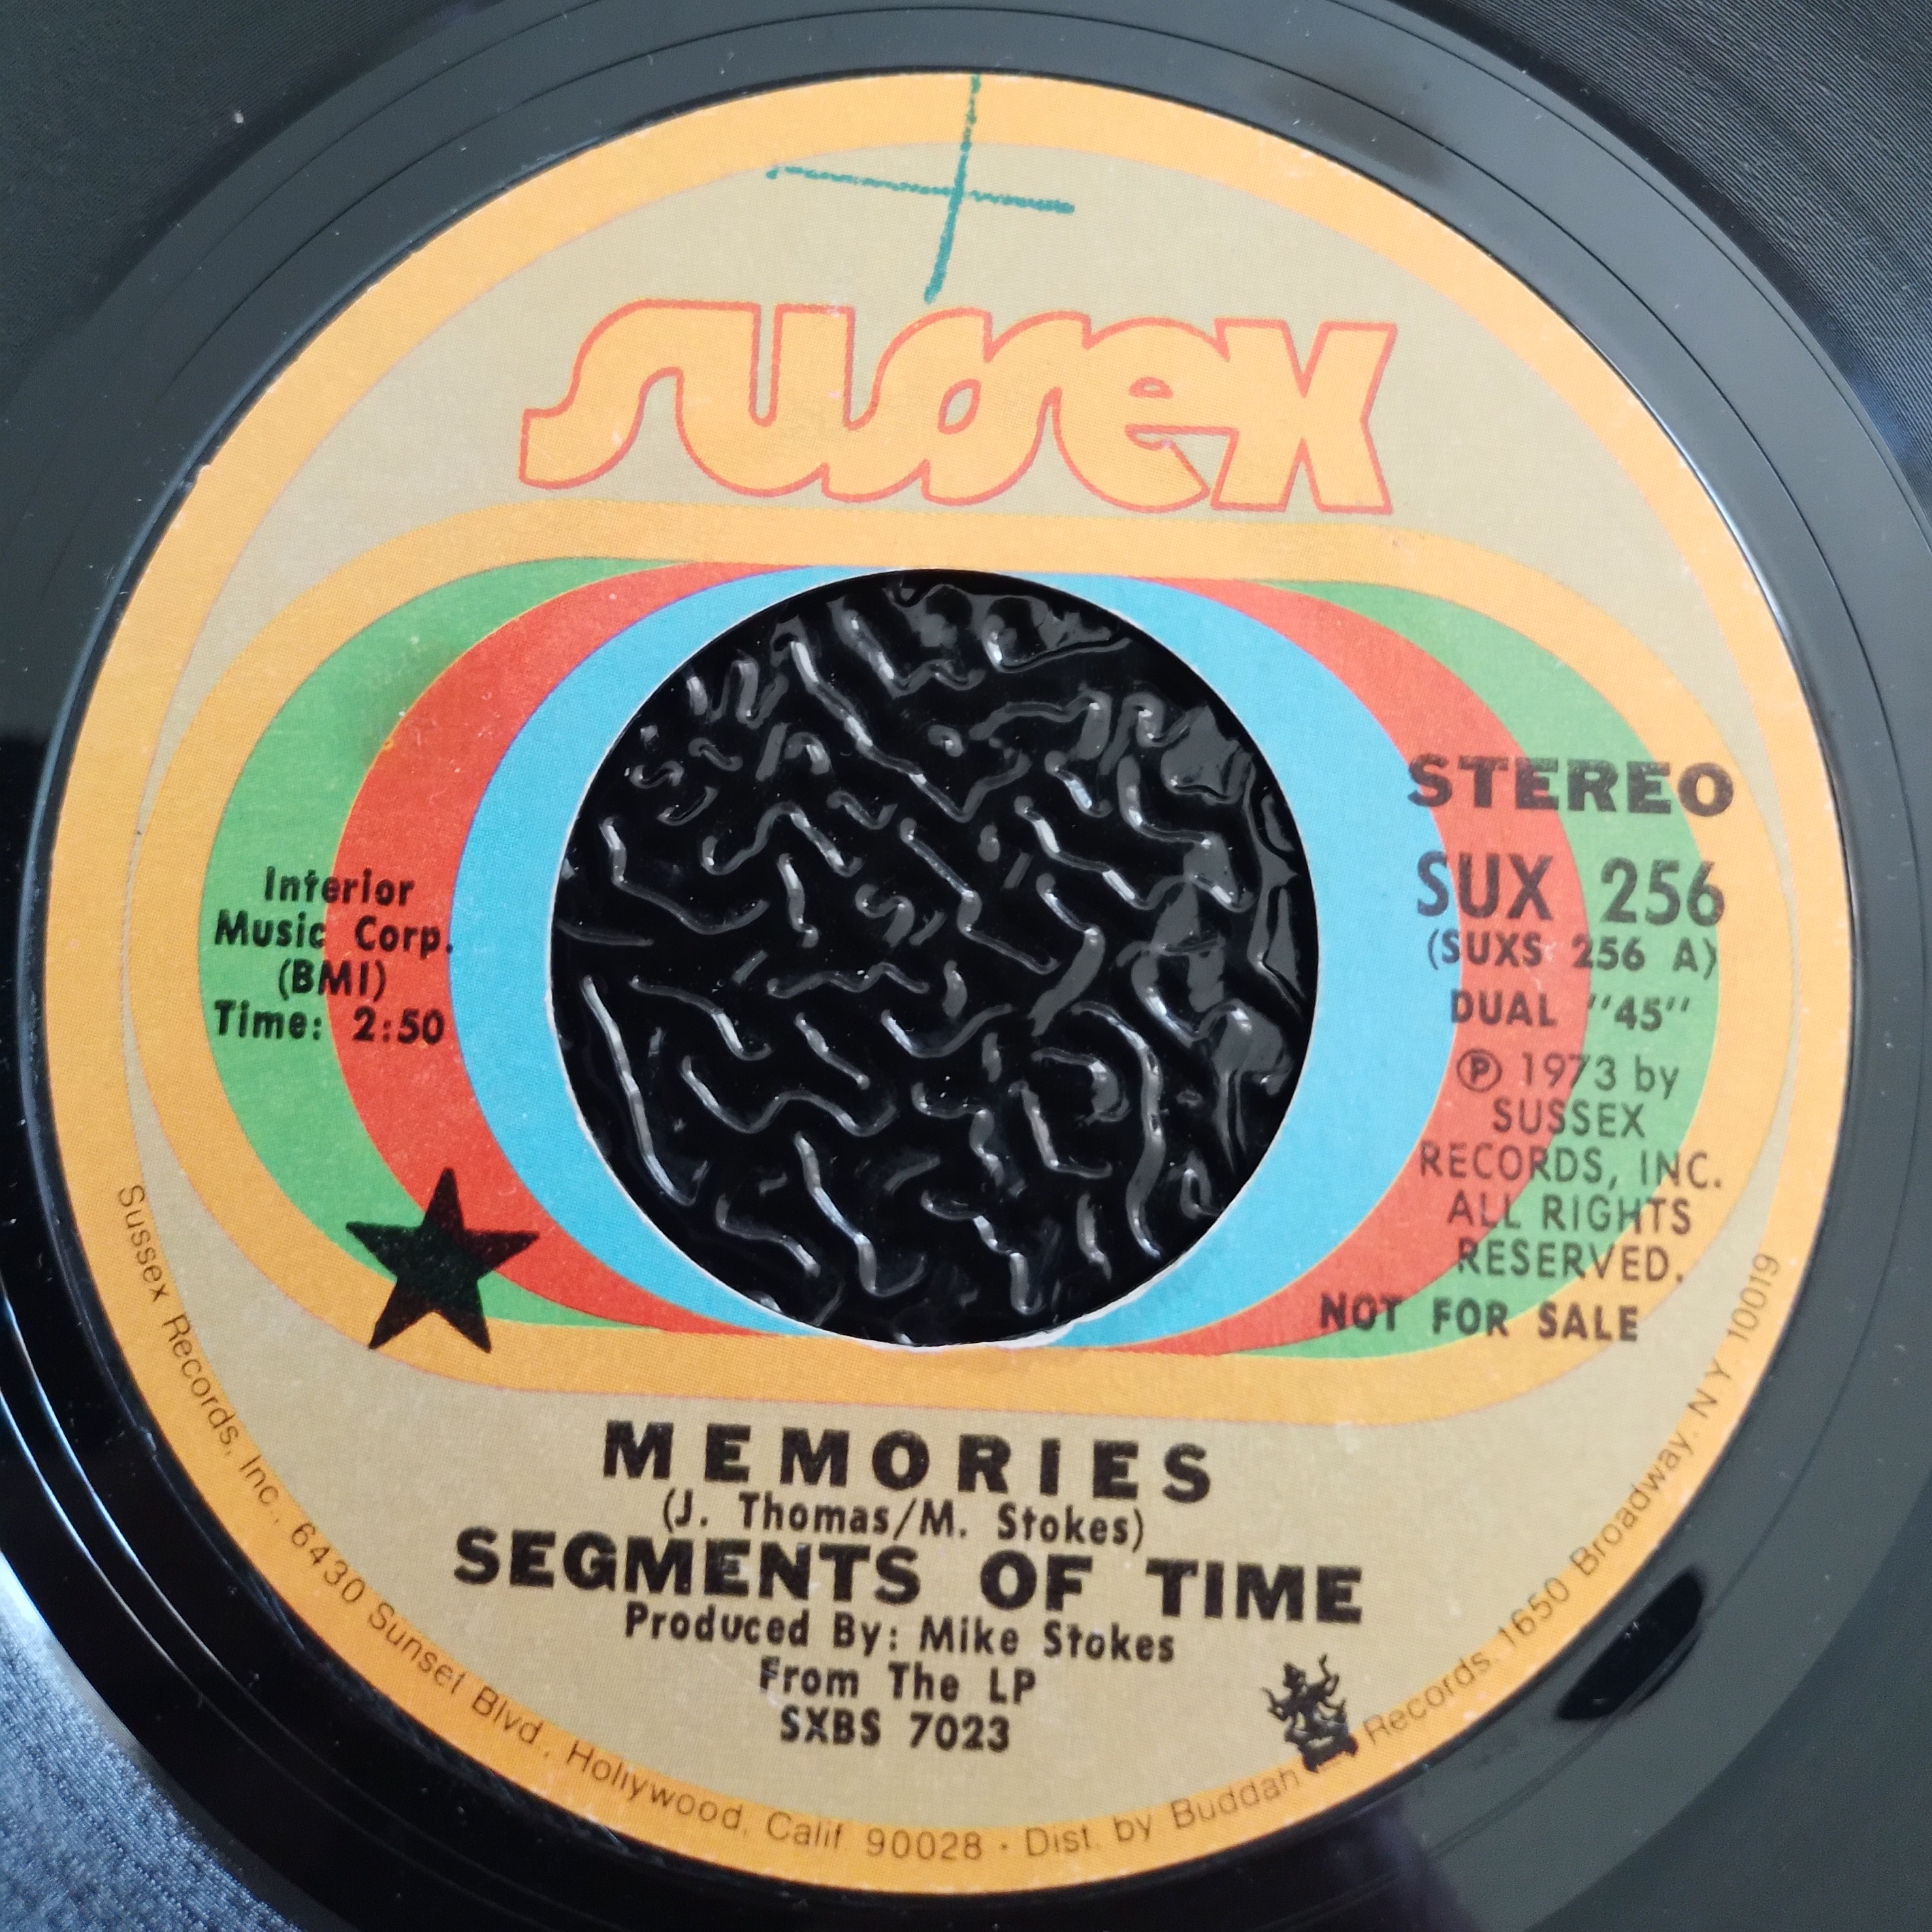 sussex
Interior
Music Corp.
(BMI)
Time: 2:50
STEREO
SUX 256
(SUXS 256 A)
DUAL "45"
Ⓟ 1973 by
SUSSEX
RECORDS, INC.
ALL RIGHTS
RESERVED.
NOT FOR SALE
MEMORIES
(J. Thomas/M. Stokes)
SEGMENTS OF TIME
Produced By: Mike Stokes
From The LP
SXBS 7023
Sussex Records, Inc., 6430 Sunset Blvd., Hollywood, Calif 90028 · Dist. by Buddah Records. 1650 Broadway. N Y 10019